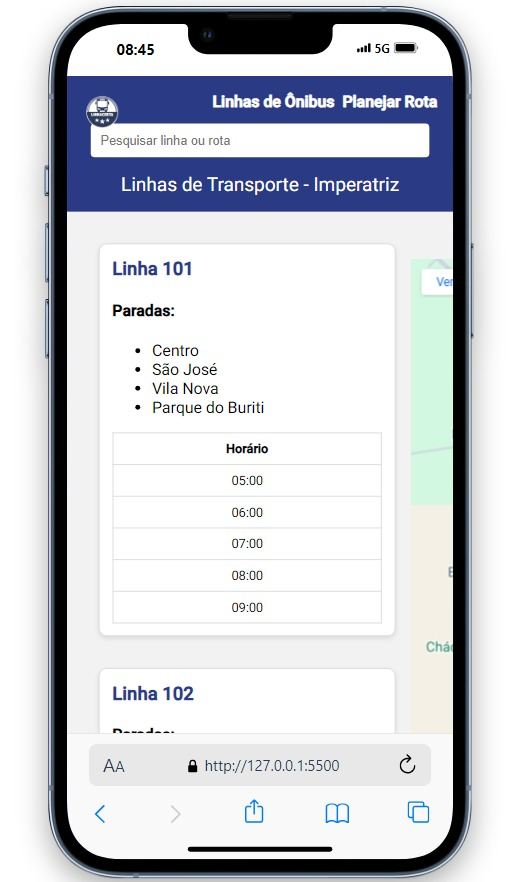 08:45
5G
Linhas de Ônibus Planejar Rota
Pesquisar linha ou rota
Linhas de Transporte - Imperatriz
Linha 101
Ver
Paradas:
Centro
São José
Vila Nova
Parque do Buriti
Horário
05:00
06:00
07:00
08:00
09:00
Chác
Linha 102
AA
http://127.0.0.1:5500